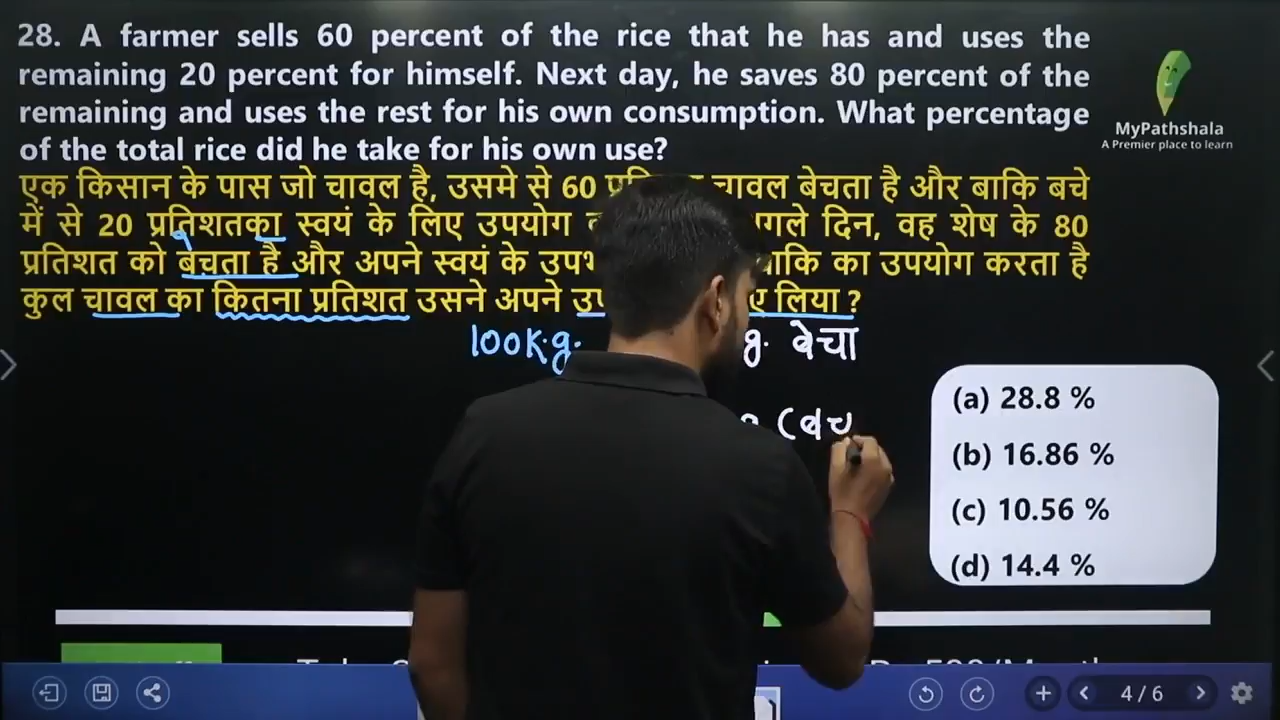 28. A farmer sells 60 percent of the rice that he has and uses the
remaining 20 percent for himself. Next day, he saves 80 percent of the
remaining and uses the rest for his own consumption. What percentage
of the total rice did he take for his own use?
एक किसान के पास जो चावल है, उसमे से 60 चावल बेचता है और बाकि बचे
में से 20 प्रतिशतका स्वयं के लिए उपयोग दिन, वह शेष के 80
प्रतिशत को बेचता है और अपने स्वयं के बाकि का उपयोग करता है
कुल चावल का कितना प्रतिशत उसने अपने लिया ?
100K.g. g. बेचा
(बच
(a) 28.8 %
(b) 16.86 %
(c) 10.56 %
(d) 14.4 %
MyPathshala
A Premier place to learn
4 / 6